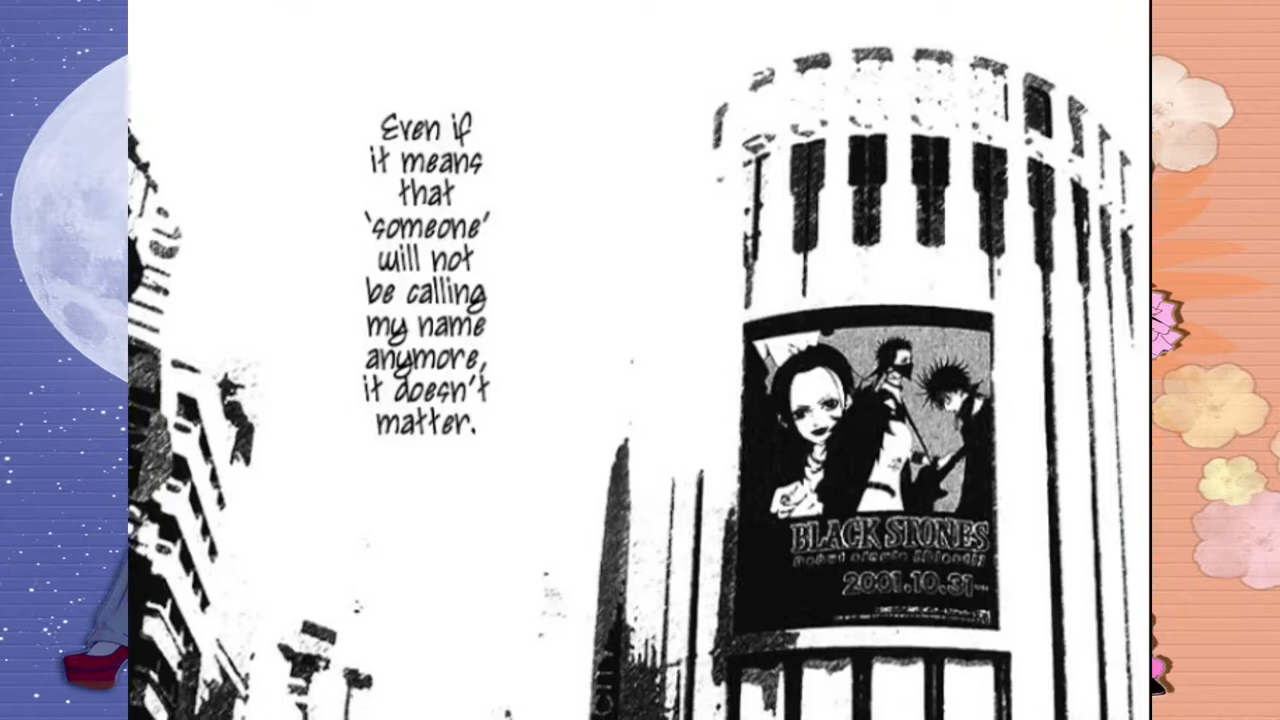 Even if
it means
that
'someone'
will not
be calling
my name
anymore,
it doesn't
matter.
BLACK STONES
2001.10.31